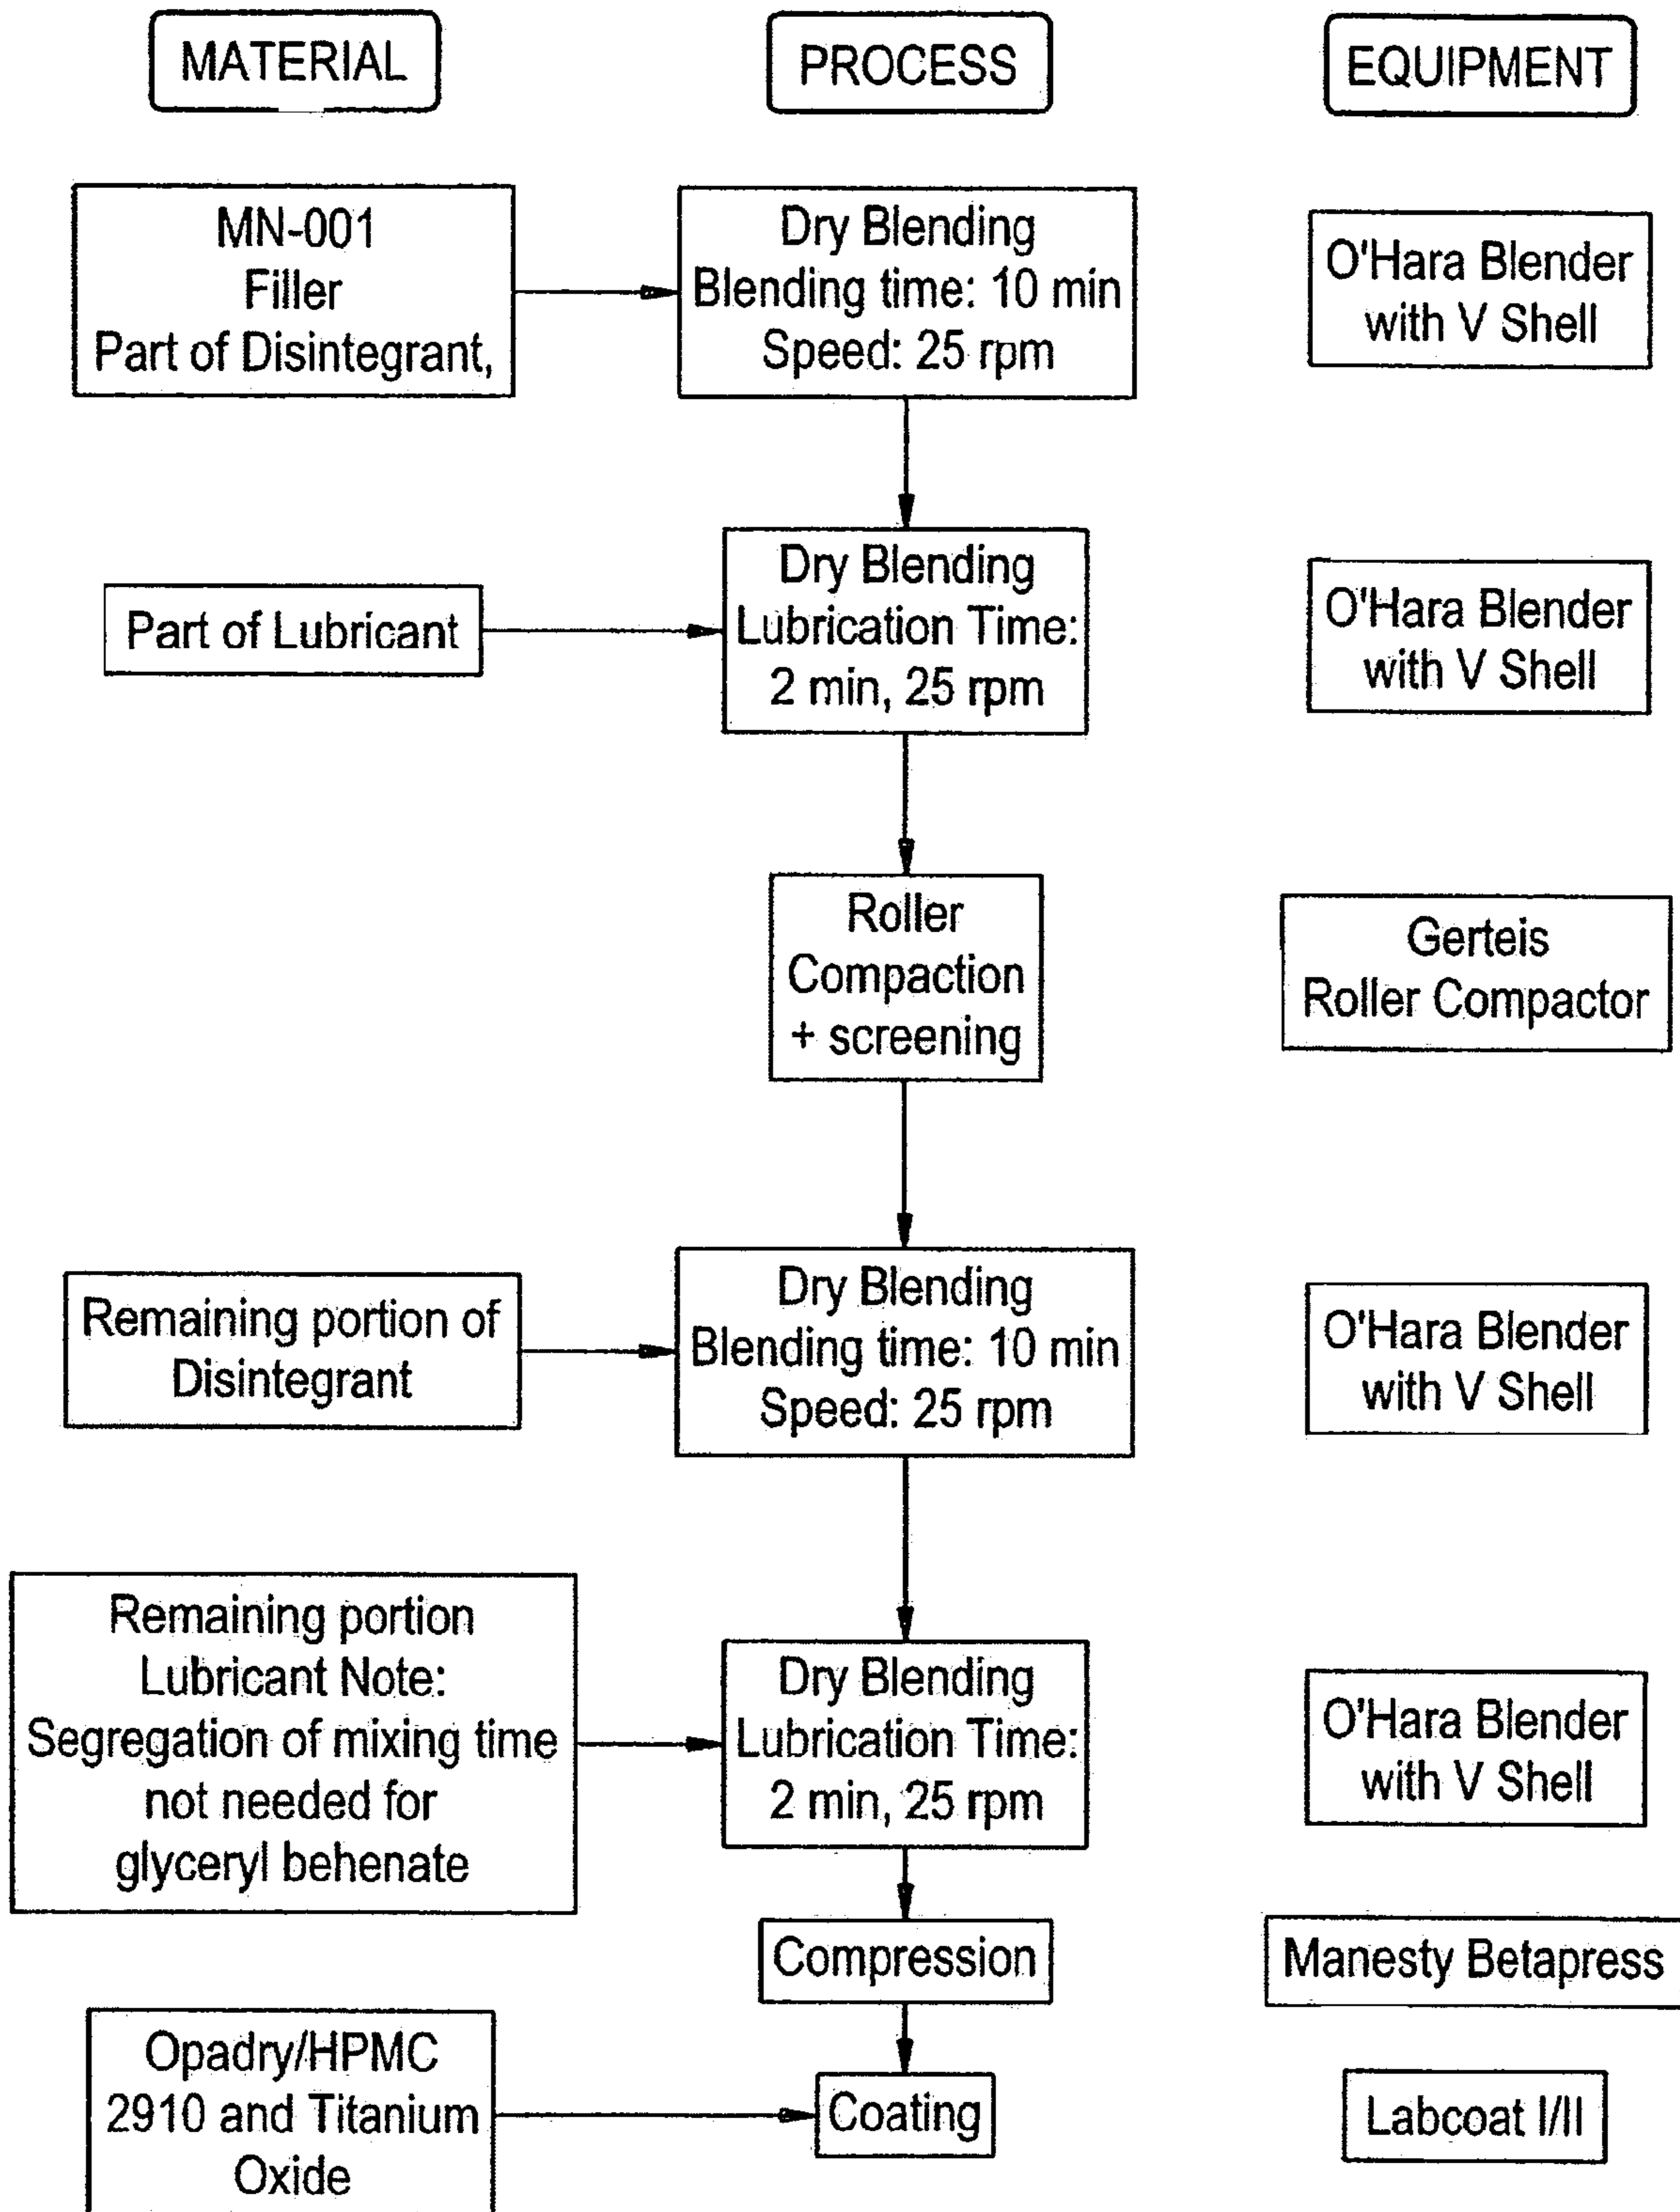 MATERIAL
PROCESS
EQUIPMENT
MN-001
Filler
Part of Disintegrant,
Dry Blending
Blending time: 10 min
Speed: 25 rpm
O'Hara Blender
with V Shell
Part of Lubricant
Dry Blending
Lubrication Time:
2 min, 25 rpm
O'Hara Blender
with V Shell
Roller
Compaction
+ screening
Gerteis
Roller Compactor
Remaining portion of
Disintegrant
Dry Blending
Blending time: 10 min
Speed: 25 rpm
O'Hara Blender
with V Shell
Remaining portion
Lubricant Note:
Segregation of mixing time
not needed for
glyceryl behenate
Dry Blending
Lubrication Time:
2 min, 25 rpm
O'Hara Blender
with V Shell
Compression
Manesty Betapress
Opadry/HPMC
2910 and Titanium
Oxide
Coating
Labcoat I/II